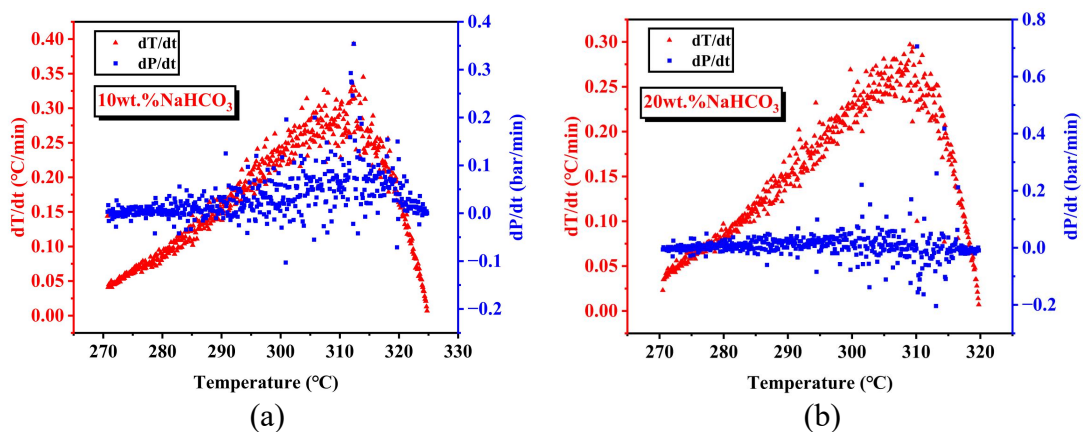 dT/dt
dP/dt
10wt.%NaHCO₃
dT/dt (°C/min)
0.40
0.35
0.30
0.25
0.20
0.15
0.10
0.05
0.00
0.4
0.3
0.2
0.1
0.0
−0.1
−0.2
dP/dt (bar/min)
270 280 290 300 310 320 330
Temperature (°C)
(a)
dT/dt
dP/dt
20wt.%NaHCO₃
dT/dt (°C/min)
0.30
0.25
0.20
0.15
0.10
0.05
0.00
0.8
0.6
0.4
0.2
0.0
−0.2
dP/dt (bar/min)
270 280 290 300 310 320
Temperature (°C)
(b)